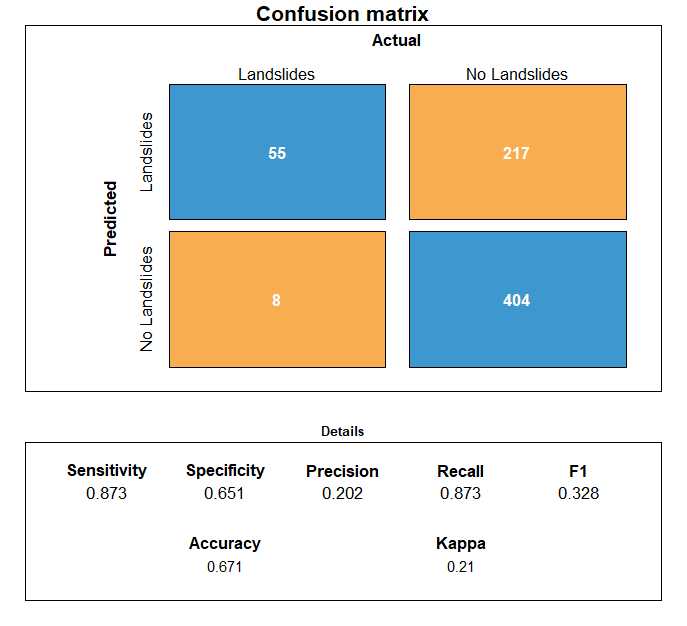 Confusion matrix
Actual
Landslides No Landslides
Predicted
Landslides
55 217
No Landslides
8 404
Details
Sensitivity Specificity Precision Recall F1
0.873 0.651 0.202 0.873 0.328
Accuracy Kappa
0.671 0.21